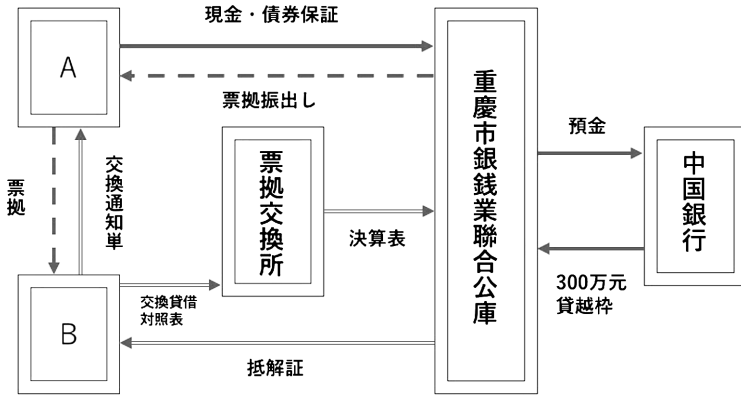 現金・債券保証
A
票拠振出し
重慶市銀銭業聯合公庫
預金
中国銀行
票拠
交換通知単
票拠交換所
決算表
300万元
貸越枠
B
交換貸借
対照表
抵解証